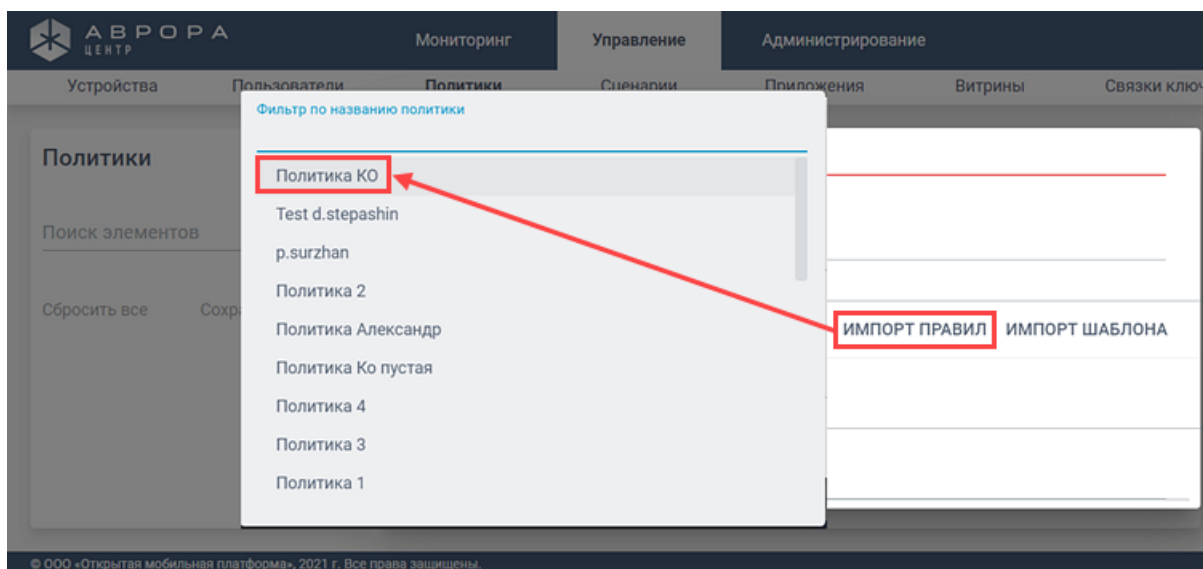 АВРОРА
ЦЕНТР
Мониторинг Управление Администрирование
Устройства Пользователи Политики Сценарии Приложения Витрины Связки клю
Фильтр по названию политики
Политики
Политика КО
Test d.stepashin
Поиск элементов
p.surzhan
Политика 2
Сбросить все Сохр
Политика Александр
ИМПОРТ ПРАВИЛ ИМПОРТ ШАБЛОНА
Политика Ко пустая
Политика 4
Политика 3
Политика 1
© ООО «Открытая мобильная платформа», 2021 г. Все права защищены.